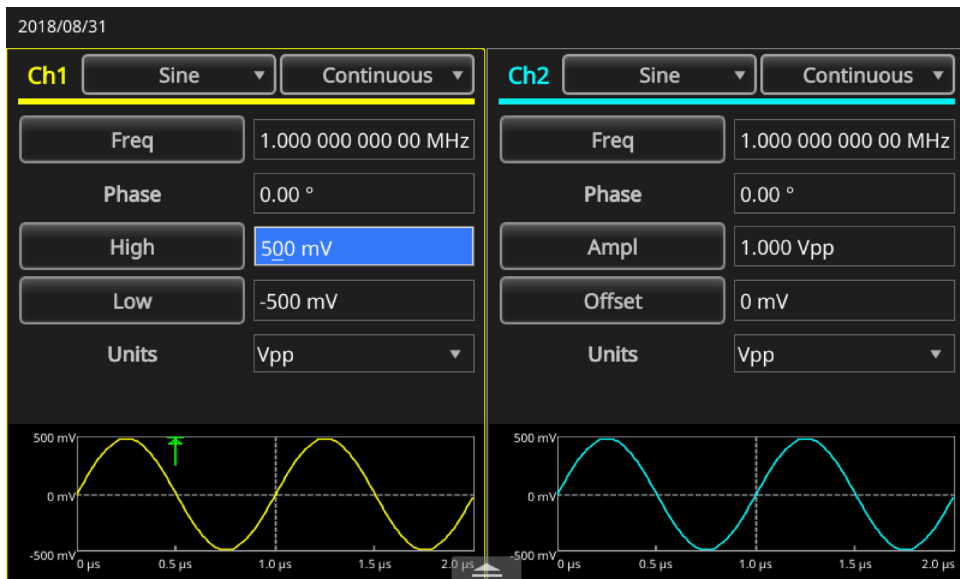 2018/08/31
Ch1 Sine Continuous
Freq 1.000 000 000 00 MHz
Phase 0.00 °
High 500 mV
Low -500 mV
Units Vpp
500 mV
0 mV
-500 mV
0 µs 0.5 µs 1.0 µs 1.5 µs 2.0 µs
Ch2 Sine Continuous
Freq 1.000 000 000 00 MHz
Phase 0.00 °
Ampl 1.000 Vpp
Offset 0 mV
Units Vpp
500 mV
0 mV
-500 mV
0 µs 0.5 µs 1.0 µs 1.5 µs 2.0 µs